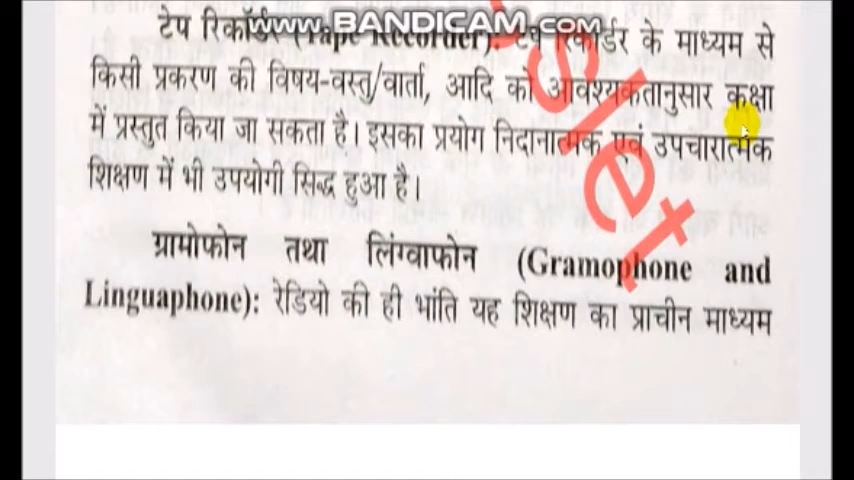 www.BANDICAM.com
टेप रिकॉर्डर (Tape Recorder): टेप रिकॉर्डर के माध्यम से
किसी प्रकरण की विषय-वस्तु/वार्ता, आदि को आवश्यकतानुसार कक्षा
में प्रस्तुत किया जा सकता है। इसका प्रयोग निदानात्मक एवं उपचारात्मक
शिक्षण में भी उपयोगी सिद्ध हुआ है।
ग्रामोफोन तथा लिंग्वाफोन (Gramophone and
Linguaphone): रेडियो की ही भांति यह शिक्षण का प्राचीन माध्यम
slet